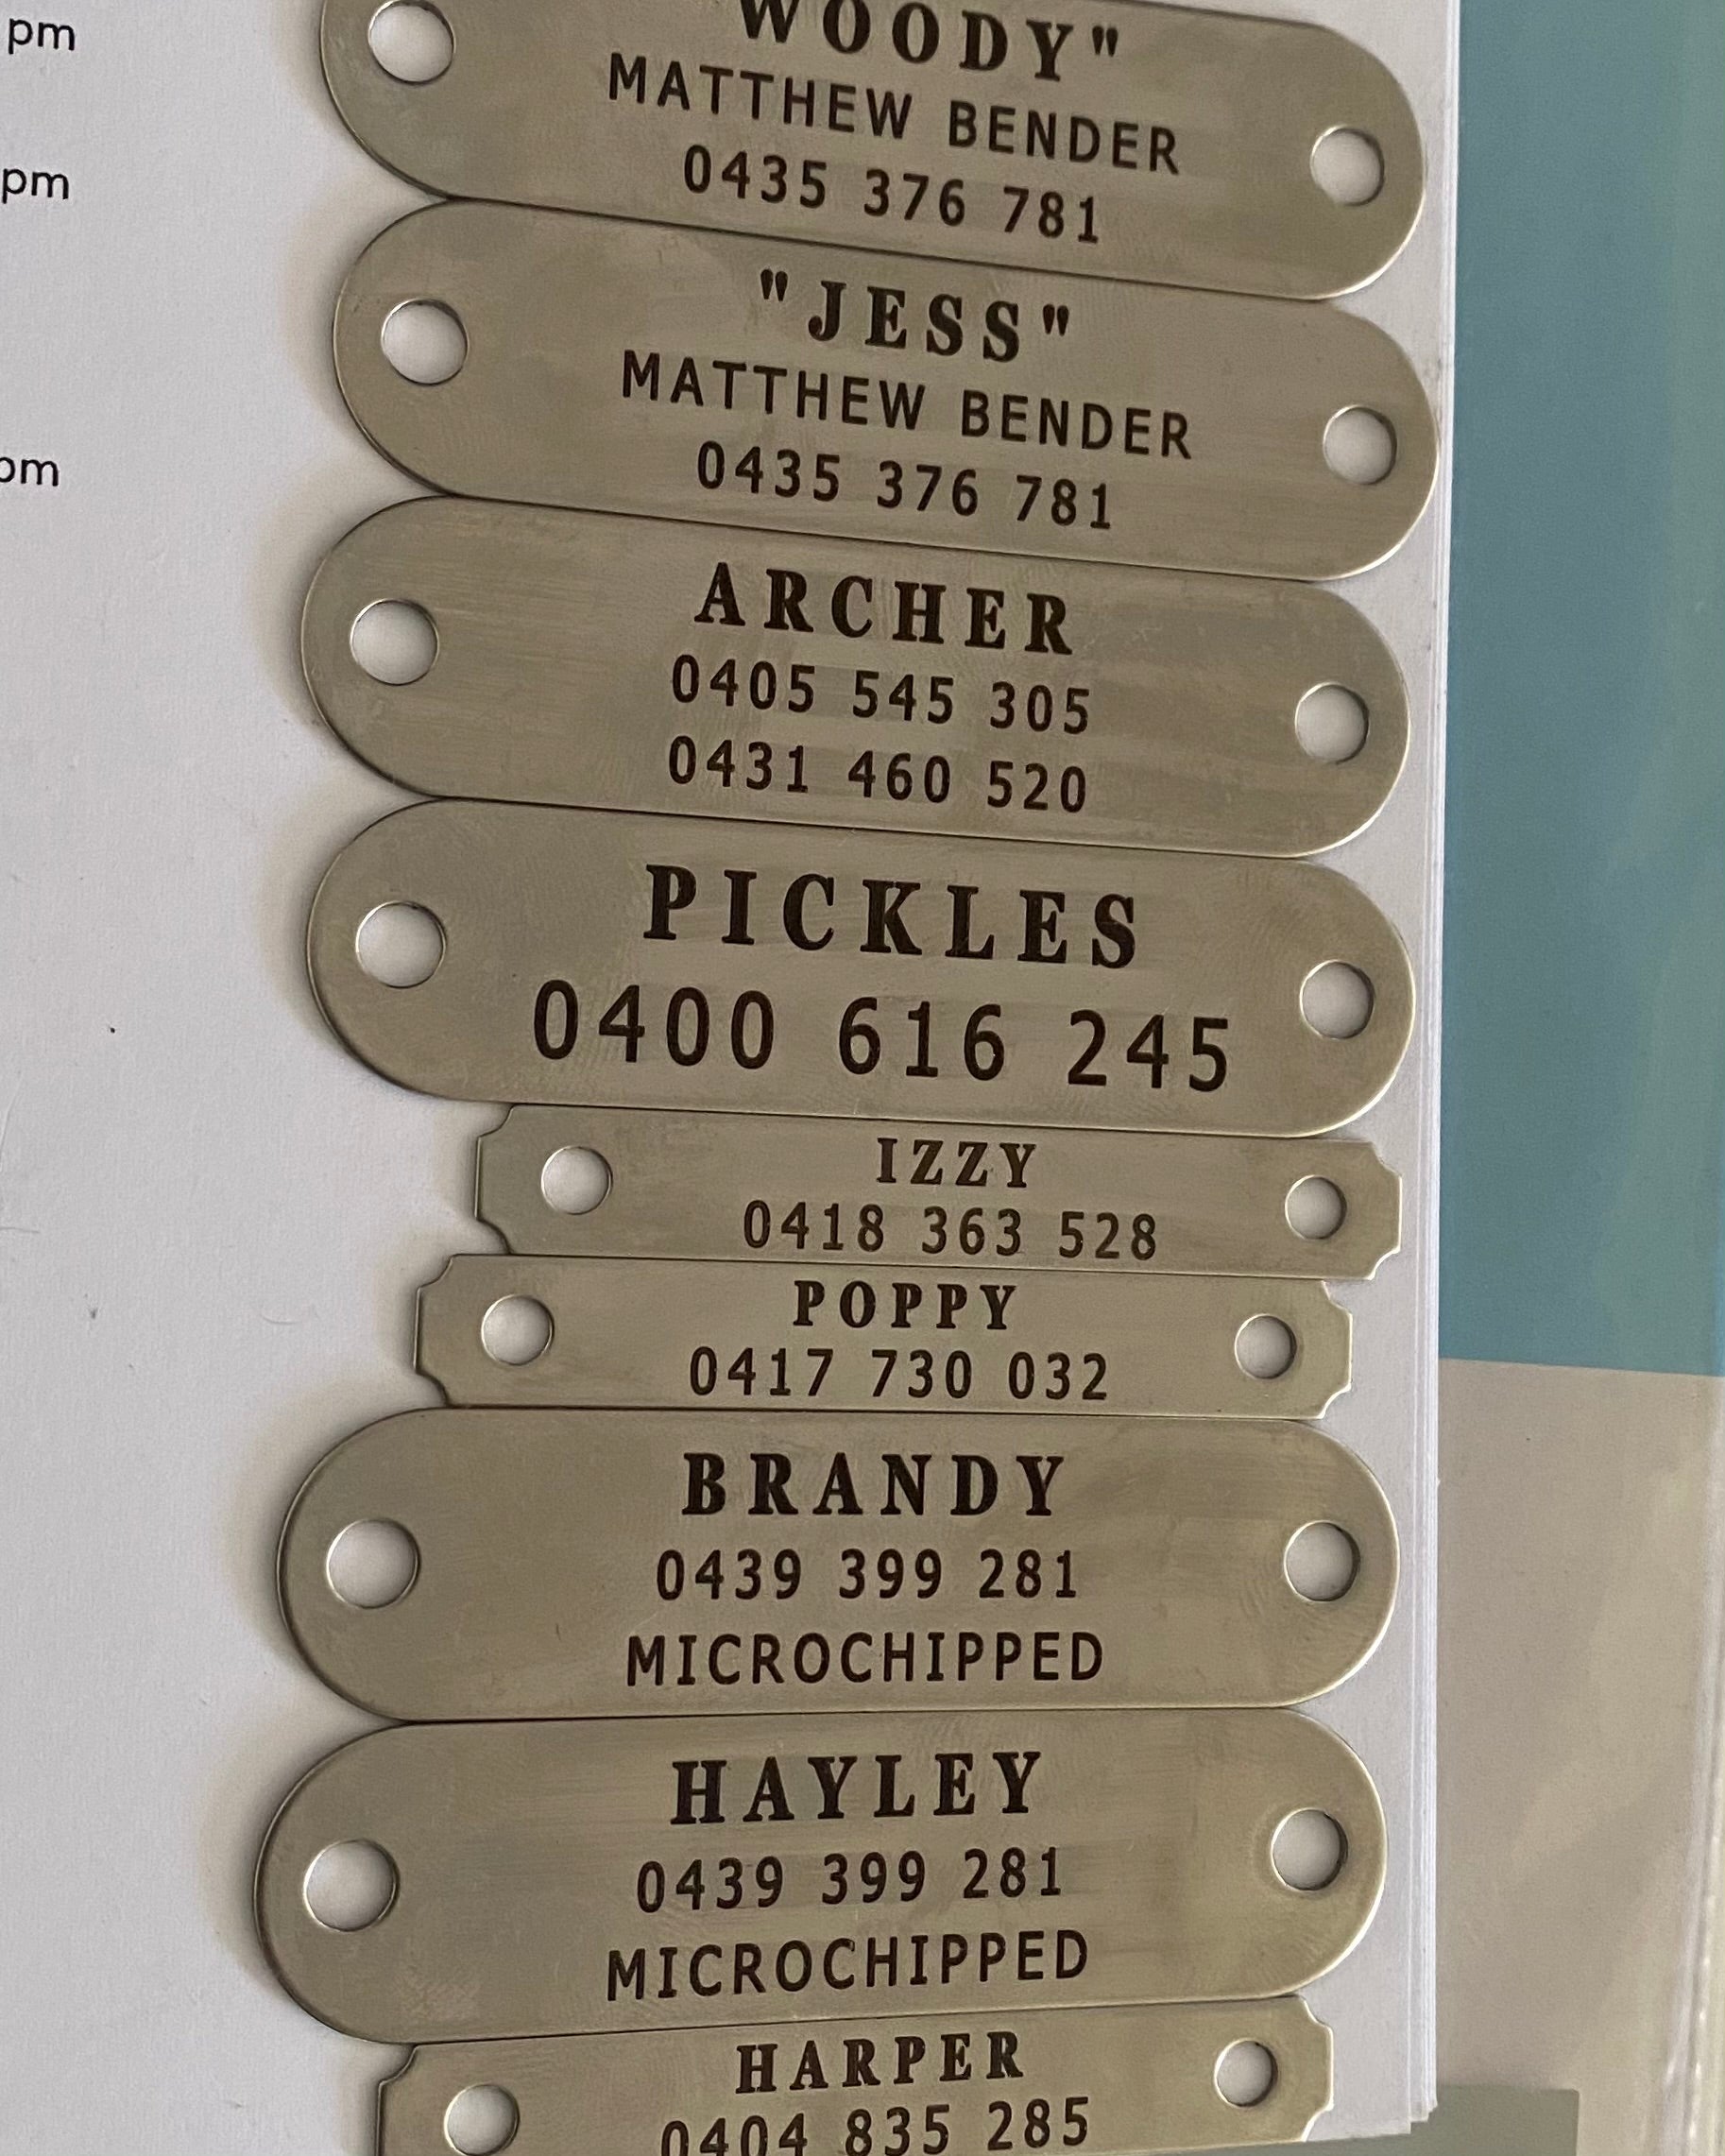 pm
pm
pm
WOODY"
MATTHEW BENDER
0435 376 781
"JESS"
MATTHEW BENDER
0435 376 781
ARCHER
0405 545 305
0431 460 520
PICKLES
0400 616 245
IZZY
0418 363 528
POPPY
0417 730 032
BRANDY
0439 399 281
MICROCHIPPED
HAYLEY
0439 399 281
MICROCHIPPED
HARPER
0404 835 285